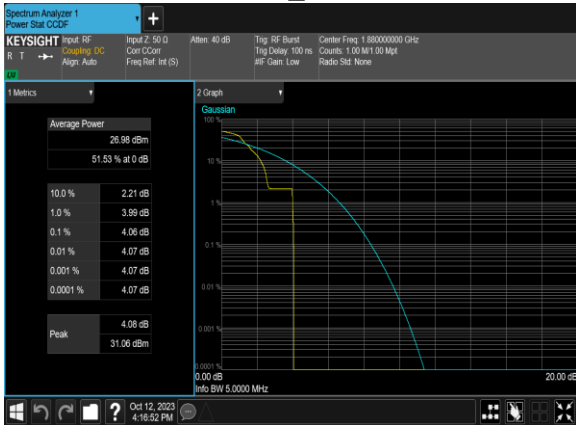 Spectrum Analyzer 1
Power Stat CCDF
+
KEYSIGHT Input: RF Input Z: 50 Ω Atten: 40 dB Trig: RF Burst Center Freq: 1.880000000 GHz
R T Coupling: DC Corr CCorr Trig Delay: 100 ns Counts: 1.00 M/1.00 Mpt
Align: Auto Freq Ref: Int (S) #IF Gain: Low Radio Std: None
LM
1 Metrics
2 Graph
Average Power
26.98 dBm
51.53 % at 0 dB
10.0 % 2.21 dB
1.0 % 3.99 dB
0.1 % 4.06 dB
0.01 % 4.07 dB
0.001 % 4.07 dB
0.0001 % 4.07 dB
Peak 4.08 dB
31.06 dBm
Gaussian
100 %
10 %
1 %
0.1 %
0.01 %
0.001 %
0.0001 %
0.00 dB 20.00 dB
Info BW 5.0000 MHz
? Oct 12, 2023
4:16:52 PM